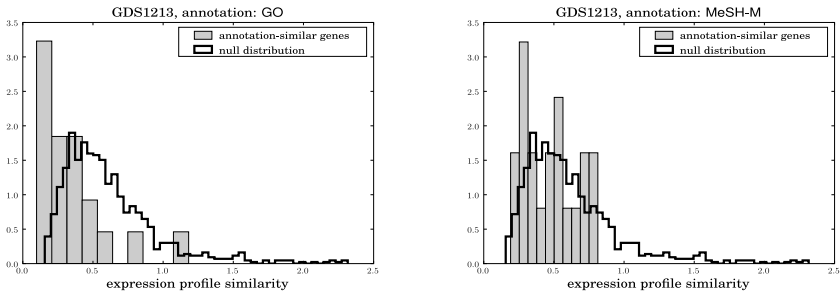 GDS1213, annotation: GO
3.5
3.0
2.5
2.0
1.5
1.0
0.5
0.0
annotation-similar genes
null distribution
0.0 0.5 1.0 1.5 2.0 2.5
expression profile similarity
GDS1213, annotation: MeSH-M
3.5
3.0
2.5
2.0
1.5
1.0
0.5
0.0
annotation-similar genes
null distribution
0.0 0.5 1.0 1.5 2.0 2.5
expression profile similarity